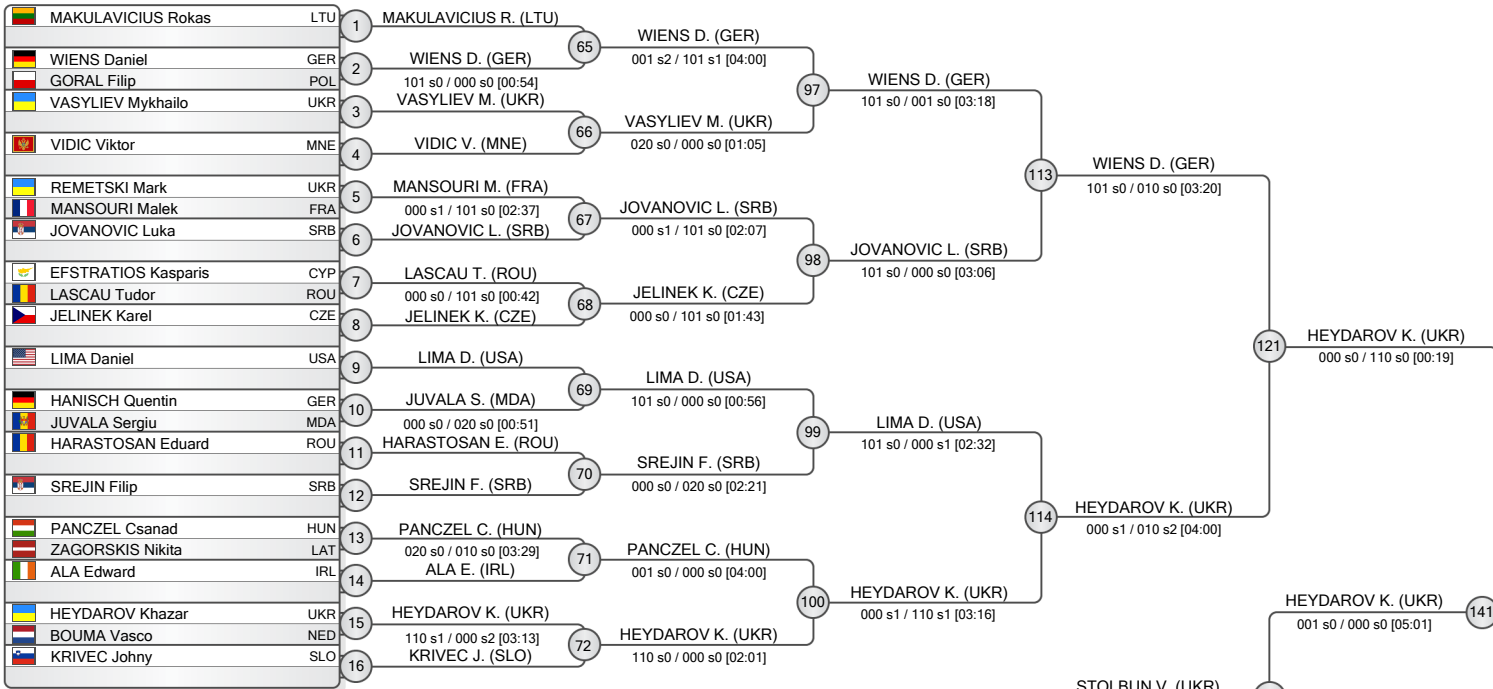 MAKULAVICIUS Rokas LTU
WIENS Daniel GER
GORAL Filip POL
VASYLIEV Mykhailo UKR
VIDIC Viktor MNE
REMETSKI Mark UKR
MANSOURI Malek FRA
JOVANOVIC Luka SRB
EFSTRATIOS Kasparis CYP
LASCAU Tudor ROU
JELINEK Karel CZE
LIMA Daniel USA
HANISCH Quentin GER
JUVALA Sergiu MDA
HARASTOSAN Eduard ROU
SREJIN Filip SRB
PANCZEL Csanad HUN
ZAGORSKIS Nikita LAT
ALA Edward IRL
HEYDAROV Khazar UKR
BOUMA Vasco NED
KRIVEC Johny SLO
1
2
3
4
5
6
7
8
9
10
11
12
13
14
15
16
MAKULAVICIUS R. (LTU)
WIENS D. (GER)
101 s0 / 000 s0 [00:54]
VASYLIEV M. (UKR)
VIDIC V. (MNE)
MANSOURI M. (FRA)
000 s1 / 101 s0 [02:37]
JOVANOVIC L. (SRB)
LASCAU T. (ROU)
000 s0 / 101 s0 [00:42]
JELINEK K. (CZE)
LIMA D. (USA)
JUVALA S. (MDA)
000 s0 / 020 s0 [00:51]
HARASTOSAN E. (ROU)
SREJIN F. (SRB)
PANCZEL C. (HUN)
020 s0 / 010 s0 [03:29]
ALA E. (IRL)
HEYDAROV K. (UKR)
110 s1 / 000 s2 [03:13]
KRIVEC J. (SLO)
65
66
67
68
69
70
71
72
WIENS D. (GER)
001 s2 / 101 s1 [04:00]
VASYLIEV M. (UKR)
020 s0 / 000 s0 [01:05]
JOVANOVIC L. (SRB)
000 s1 / 101 s0 [02:07]
JELINEK K. (CZE)
000 s0 / 101 s0 [01:43]
LIMA D. (USA)
101 s0 / 000 s0 [00:56]
SREJIN F. (SRB)
000 s0 / 020 s0 [02:21]
PANCZEL C. (HUN)
001 s0 / 000 s0 [04:00]
HEYDAROV K. (UKR)
110 s0 / 000 s0 [02:01]
97
98
99
100
WIENS D. (GER)
101 s0 / 001 s0 [03:18]
JOVANOVIC L. (SRB)
101 s0 / 000 s0 [03:06]
LIMA D. (USA)
101 s0 / 000 s1 [02:32]
HEYDAROV K. (UKR)
000 s1 / 110 s1 [03:16]
113
114
WIENS D. (GER)
101 s0 / 010 s0 [03:20]
HEYDAROV K. (UKR)
000 s1 / 010 s2 [04:00]
121
HEYDAROV K. (UKR)
000 s0 / 110 s0 [00:19]
HEYDAROV K. (UKR)
001 s0 / 000 s0 [05:01]
141
STOLBUN V. (UKR)